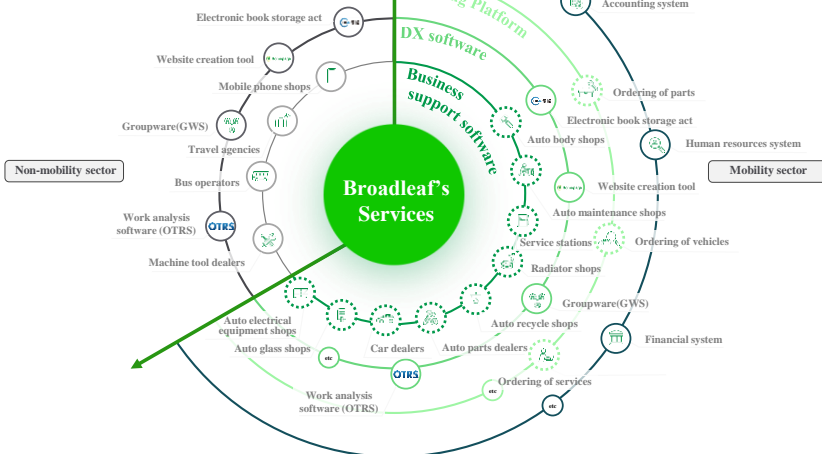 Accounting system
ng Platform
Electronic book storage act
DX software
Website creation tool
Business
support software
Mobile phone shops
Ordering of parts
Electronic book storage act
Groupware(GWS)
Auto body shops
Human resources system
Travel agencies
Non-mobility sector
Mobility sector
Bus operators
Broadleaf's
Services
Website creation tool
Auto maintenance shops
Work analysis
software (OTRS)
OTRS
Service stations
Ordering of vehicles
Machine tool dealers
Radiator shops
Groupware(GWS)
Auto electrical
equipment shops
Auto recycle shops
Financial system
Auto glass shops
Car dealers
Auto parts dealers
etc
OTRS
Ordering of services
etc
Work analysis
software (OTRS)
etc